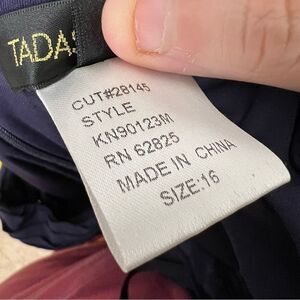 TADAS
CUT#28145
STYLE
KN90123M
RN 62825
MADE IN CHINA
SIZE:16